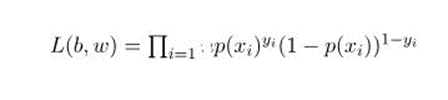 L(b, w) = ∏_{i=1} p(x_i)^{y_i}(1 − p(x_i))^{1−y_i}